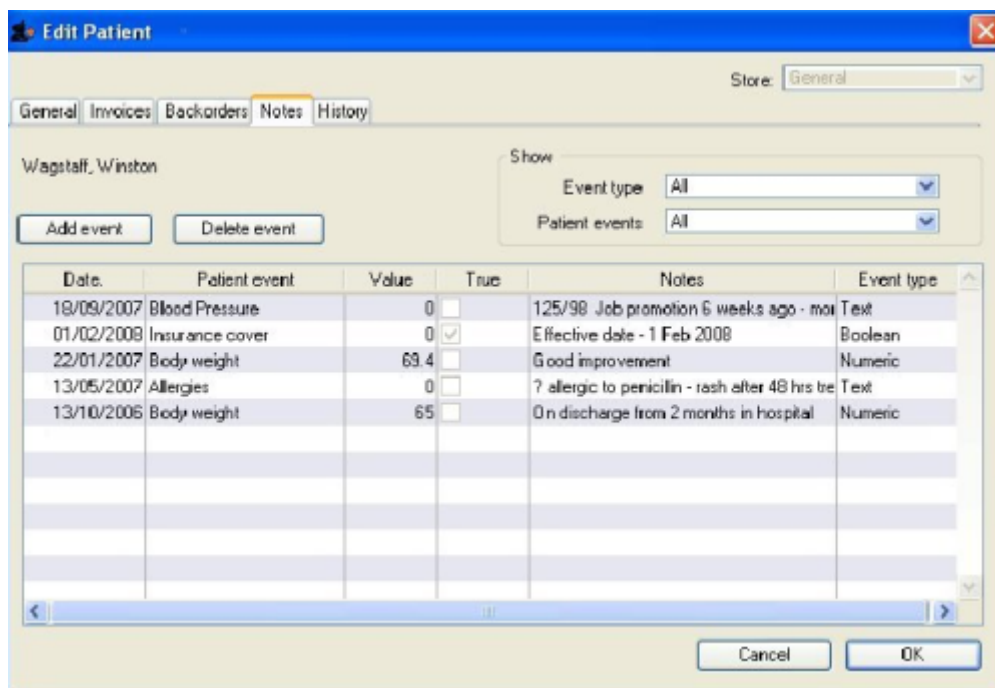 Edit Patient
Store: General
General Invoices Backorders Notes History
Wagstaff, Winston
Show
Event type All
Add event Delete event Patient events All
Date. Patient event Value True Notes Event type
18/09/2007 Blood Pressure 0 125/98 Job promotion 6 weeks ago - mor Text
01/02/2008 Insurance cover 0 Effective date - 1 Feb 2008 Boolean
22/01/2007 Body weight 69.4 Good improvement Numeric
13/05/2007 Allergies 0 ? allergic to penicillin - rash after 48 hrs tre Text
13/10/2006 Body weight 65 On discharge from 2 months in hospital Numeric
Cancel OK